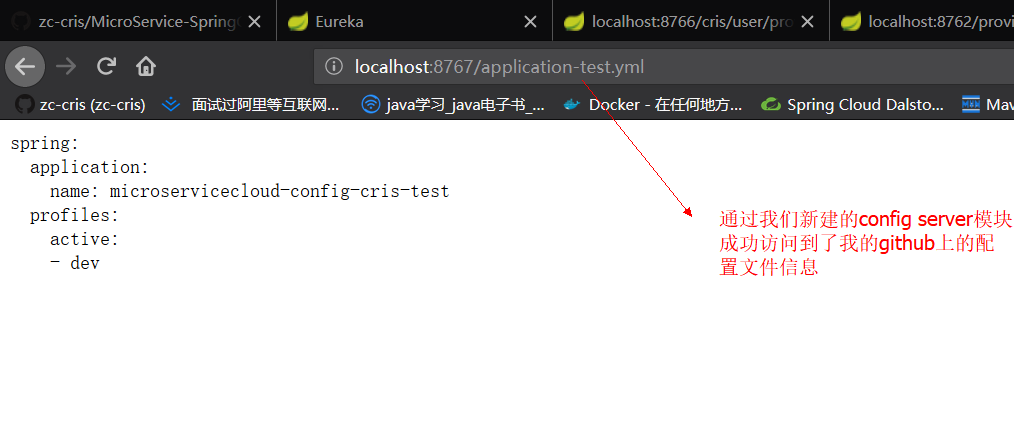 zc-cris/MicroService-Spring
Eureka
localhost:8766/cris/user/pro
localhost:8762/provi
localhost:8767/application-test.yml
zc-cris (zc-cris)
面试过阿里等互联网...
java学习_java电子书_...
Docker - 在任何地方...
Spring Cloud Dalsto...
Mav
spring:
application:
name: microservicecloud-config-cris-test
profiles:
active:
- dev
通过我们新建的config server模块
成功访问到了我的github上的配
置文件信息